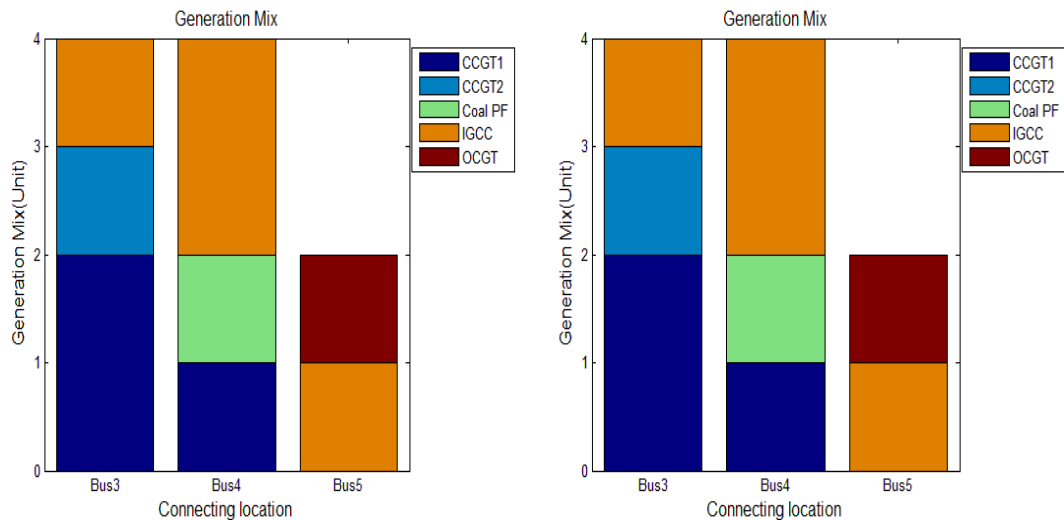 Generation Mix
4
3
2
1
0
Generation Mix(Unit)
Bus3 Bus4 Bus5
Connecting location
CCGT1
CCGT2
Coal PF
IGCC
OCGT
Generation Mix
4
3
2
1
0
Generation Mix(Unit)
Bus3 Bus4 Bus5
Connecting location
CCGT1
CCGT2
Coal PF
IGCC
OCGT